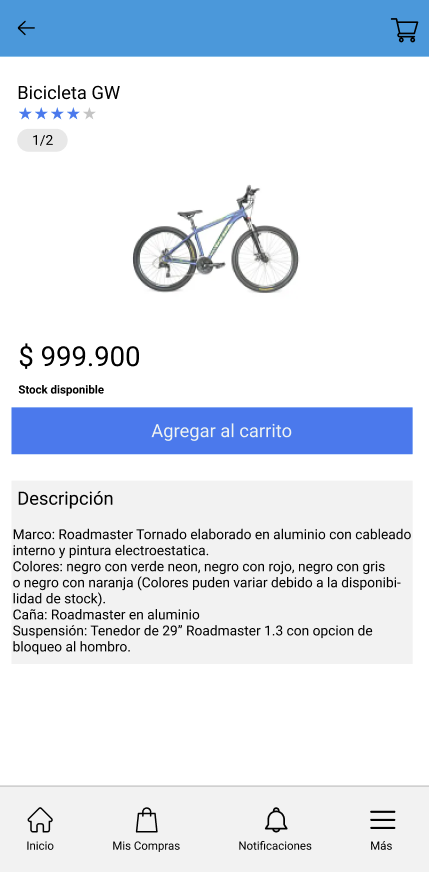 Bicicleta GW
1/2
$ 999.900
Stock disponible
Agregar al carrito
Descripción
Marco: Roadmaster Tornado elaborado en aluminio con cableado
interno y pintura electroestatica.
Colores: negro con verde neon, negro con rojo, negro con gris
o negro con naranja (Colores puden variar debido a la disponibi-
lidad de stock).
Caña: Roadmaster en aluminio
Suspensión: Tenedor de 29” Roadmaster 1.3 con opcion de
bloqueo al hombro.
Inicio
Mis Compras
Notificaciones
Más